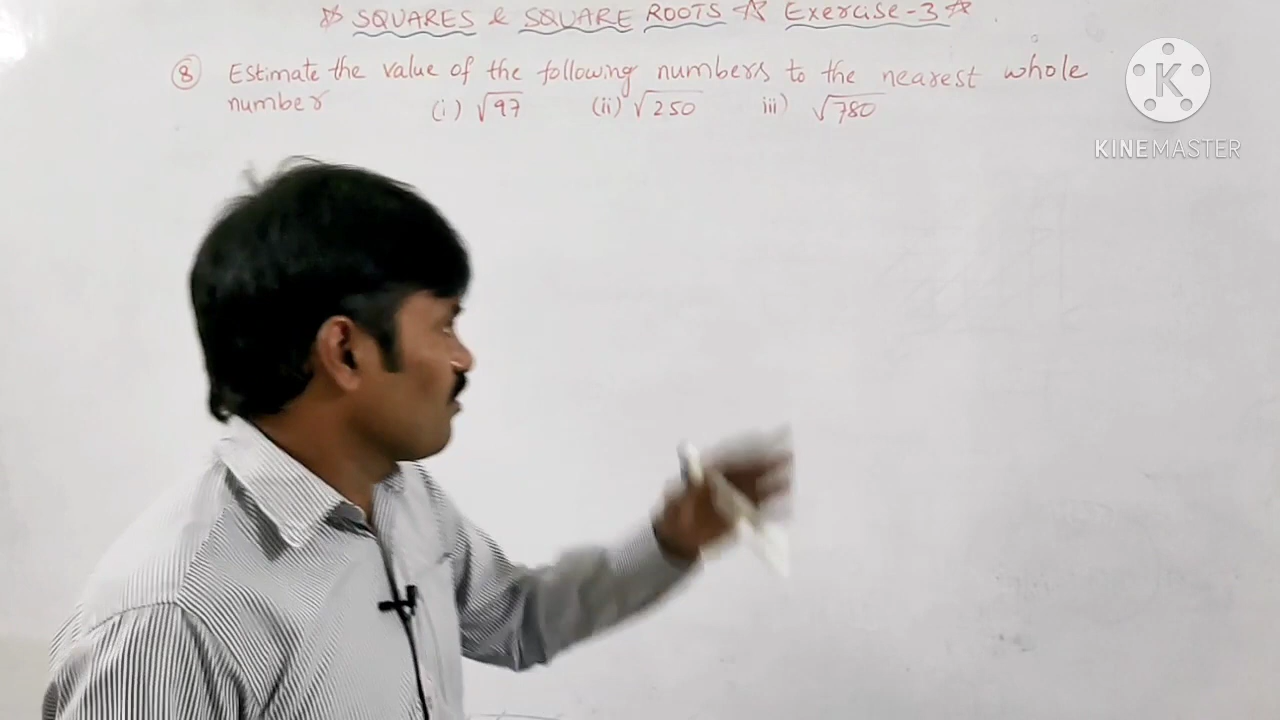 ☆ SQUARES & SQUARE ROOTS ☆ Exercise-3 ☆
⑧ Estimate the value of the following numbers to the nearest whole
number (i) √97 (ii) √250 iii) √780
K
KINEMASTER